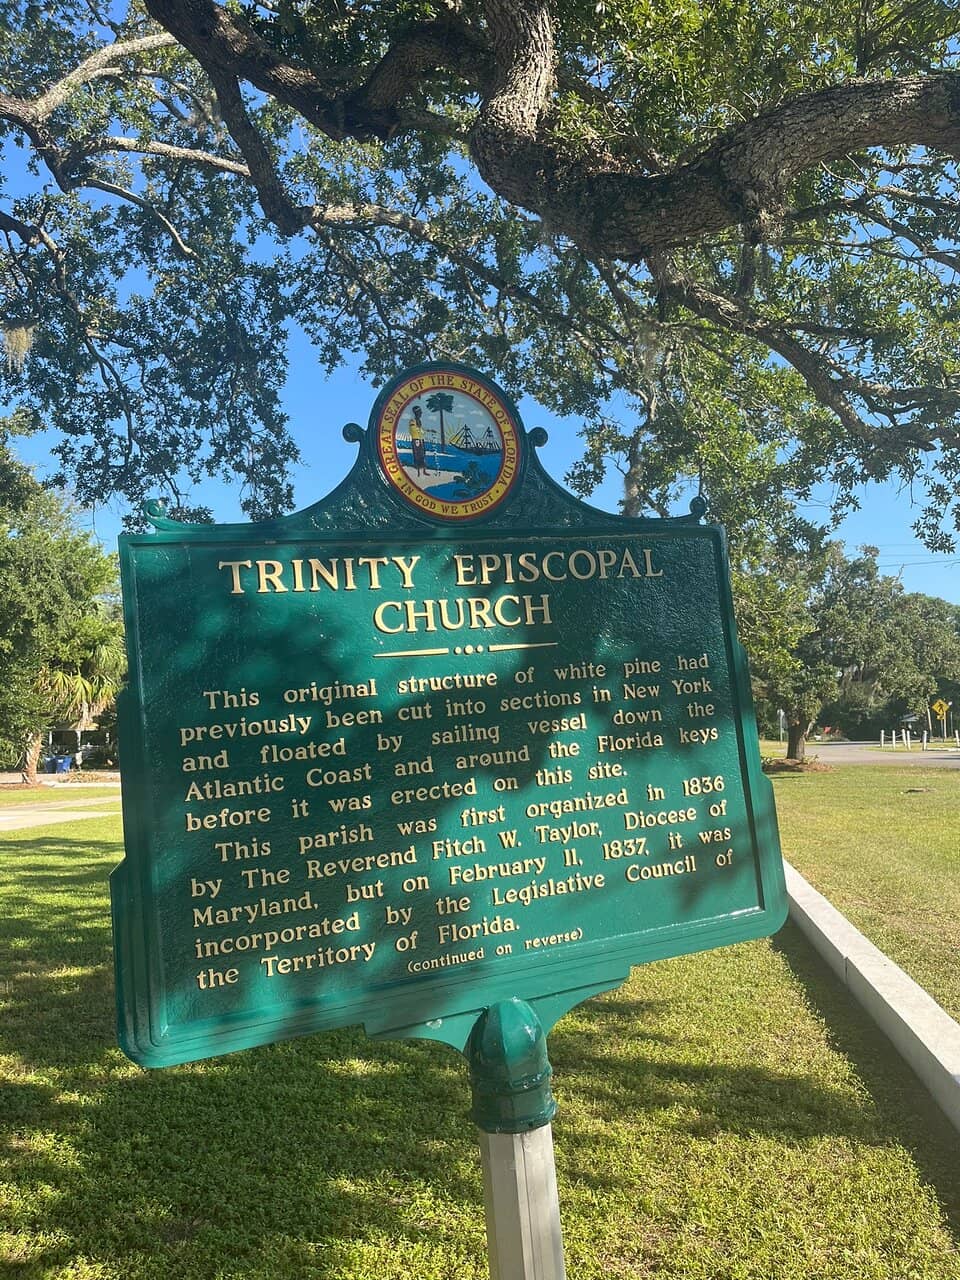 GREAT SEAL OF THE STATE OF FLORIDA
• IN GOD WE TRUST •
TRINITY EPISCOPAL
CHURCH
This original structure of white pine had
previously been cut into sections in New York
and floated by sailing vessel down the
Atlantic Coast and around the Florida keys
before it was erected on this site.
This parish was first organized in 1836
by The Reverend Fitch W. Taylor, Diocese of
Maryland, but on February 11, 1837, it was
incorporated by the Legislative Council of
the Territory of Florida.
(continued on reverse)